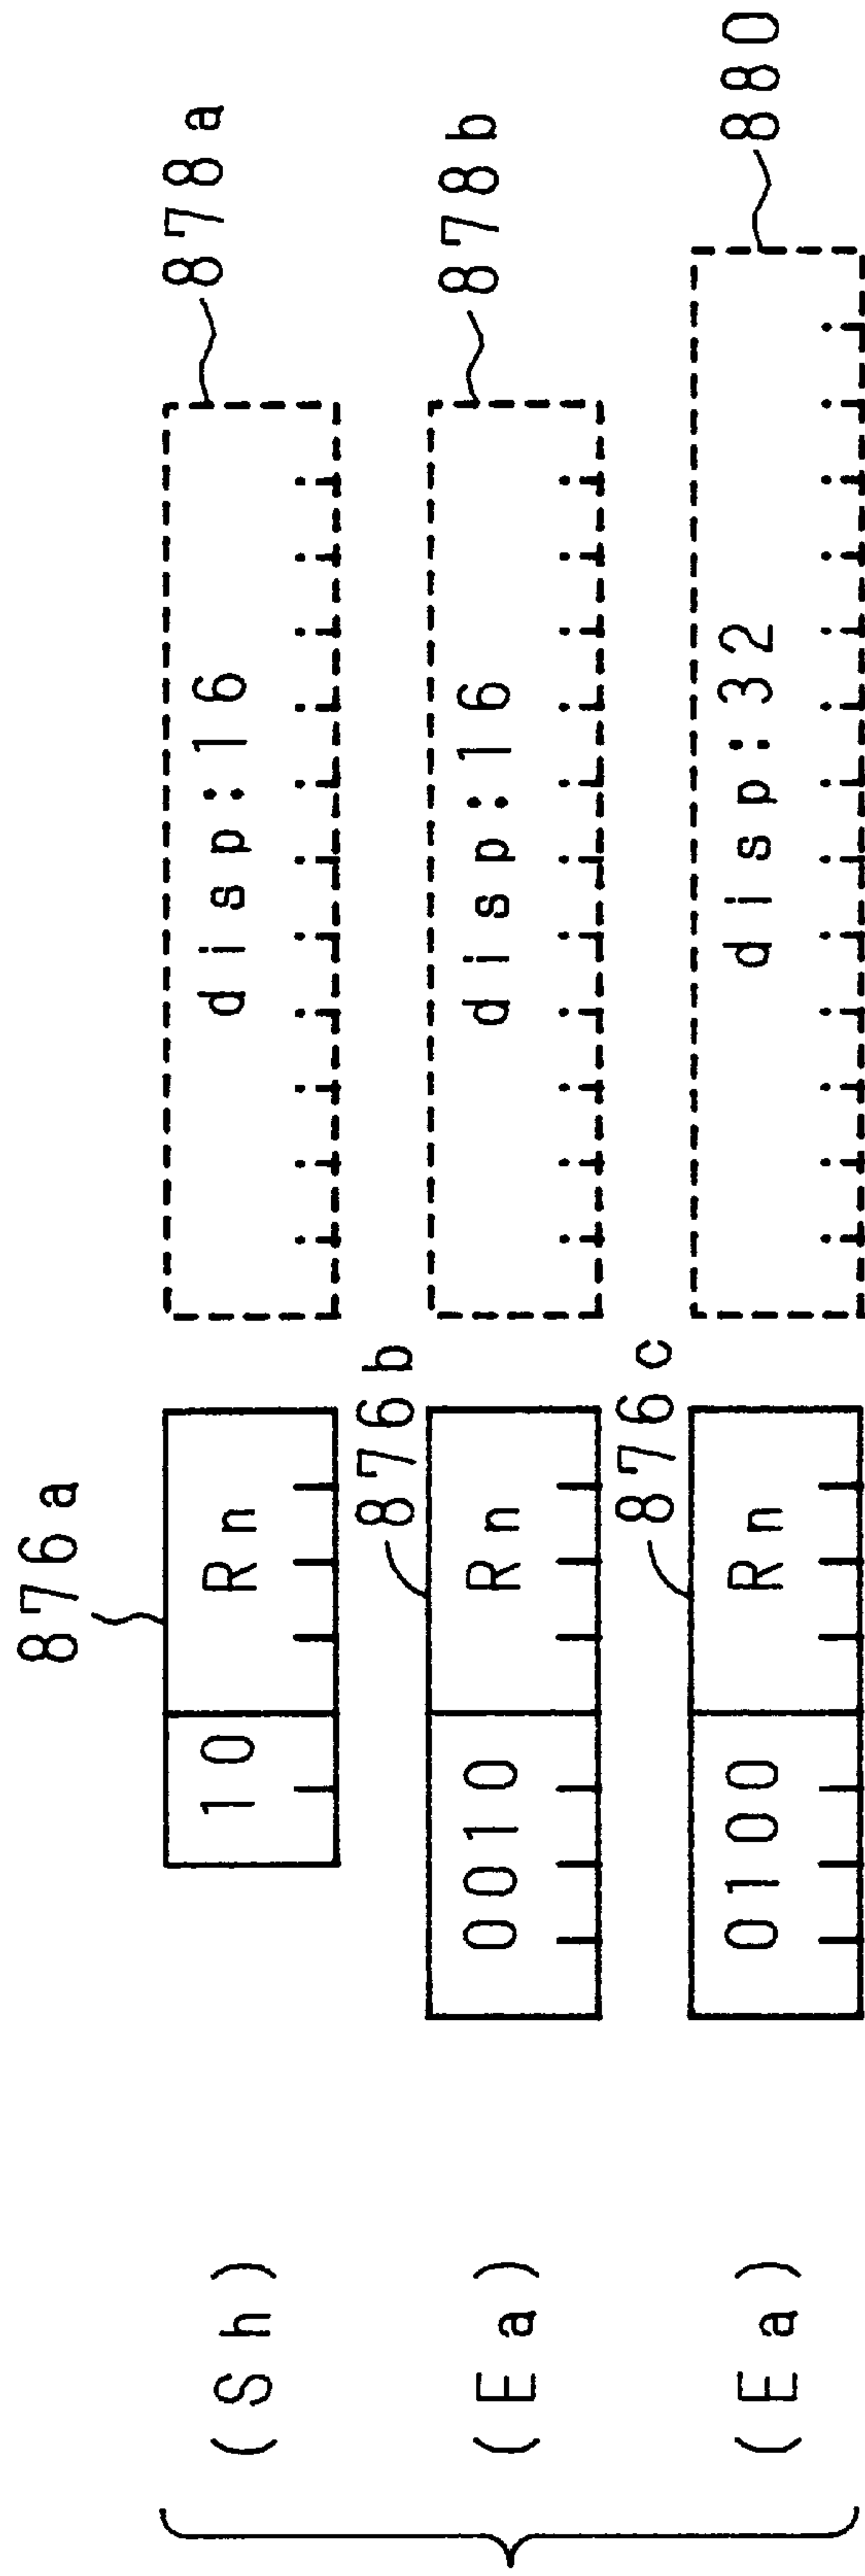 876a
(Sh) 10 Rn disp:16 878a
876b
(Ea) 0010 Rn disp:16 878b
876c
(Ea) 0100 Rn disp:32 880